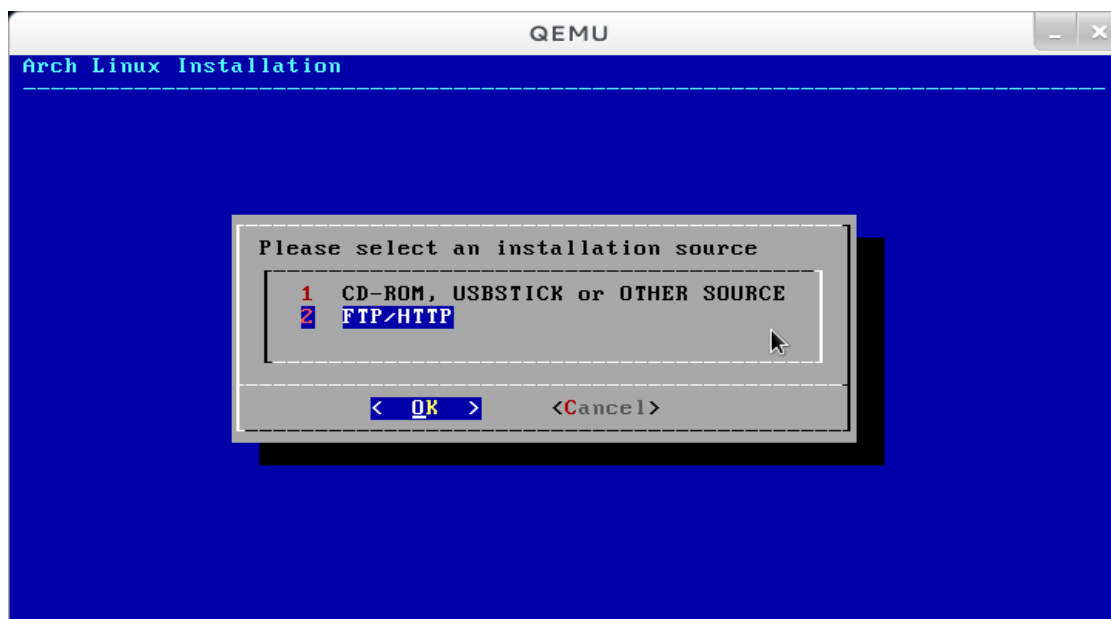 QEMU
Arch Linux Installation
Please select an installation source
1 CD-ROM, USBSTICK or OTHER SOURCE
2 FTP/HTTP
< OK > <Cancel>